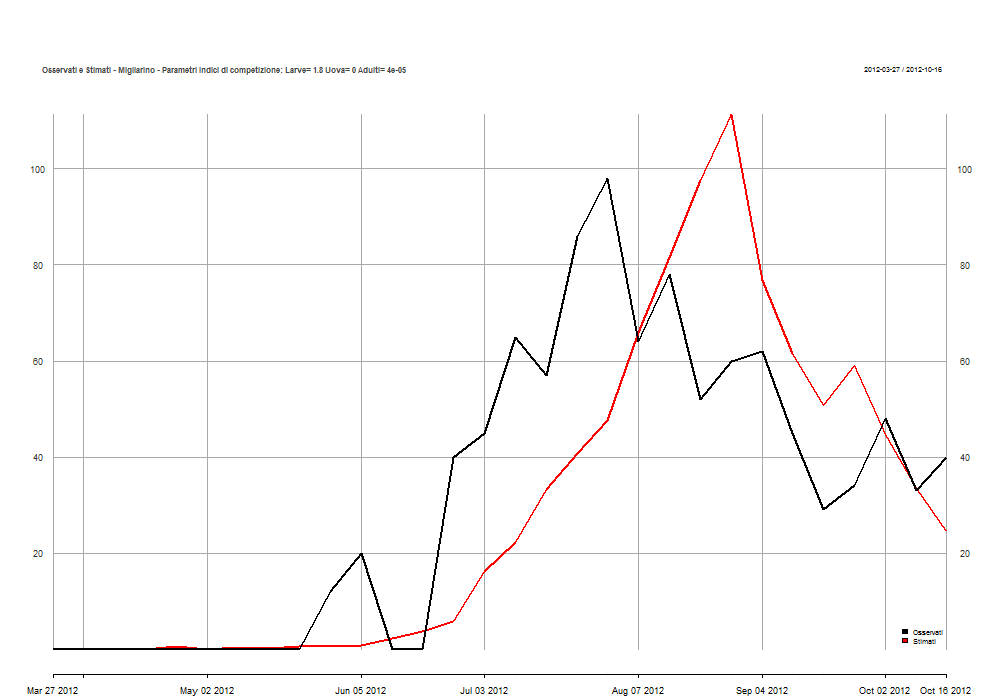 Osservati e Stimati - Migliarino - Parametri indici di competizione: Larve= 1.8 Uova= 0 Adulti= 4e-05
2012-03-27 / 2012-10-16
100 100
80 80
60 60
40 40
20 20
Osservati
Stimati
Mar 27 2012 May 02 2012 Jun 05 2012 Jul 03 2012 Aug 07 2012 Sep 04 2012 Oct 02 2012 Oct 16 2012